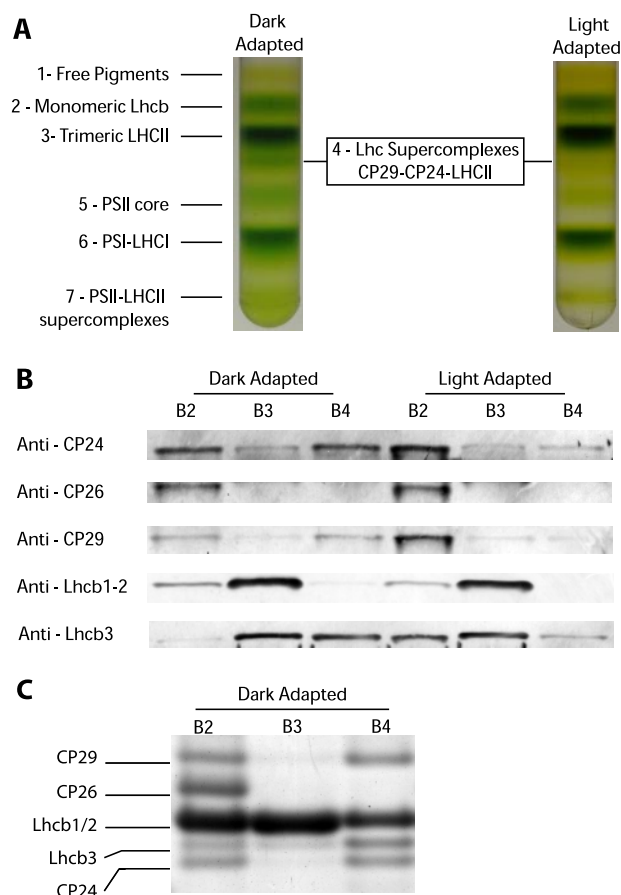 A
Dark
Adapted
Light
Adapted
1- Free Pigments
2 - Monomeric Lhcb
3- Trimeric LHCII
4 - Lhc Supercomplexes
CP29-CP24-LHCII
5 - PSII core
6 - PSI-LHCI
7 - PSII-LHCII
supercomplexes
B
Dark Adapted
Light Adapted
B2 B3 B4 B2 B3 B4
Anti - CP24
Anti - CP26
Anti - CP29
Anti - Lhcb1-2
Anti - Lhcb3
C
Dark Adapted
B2 B3 B4
CP29
CP26
Lhcb1/2
Lhcb3
CP24